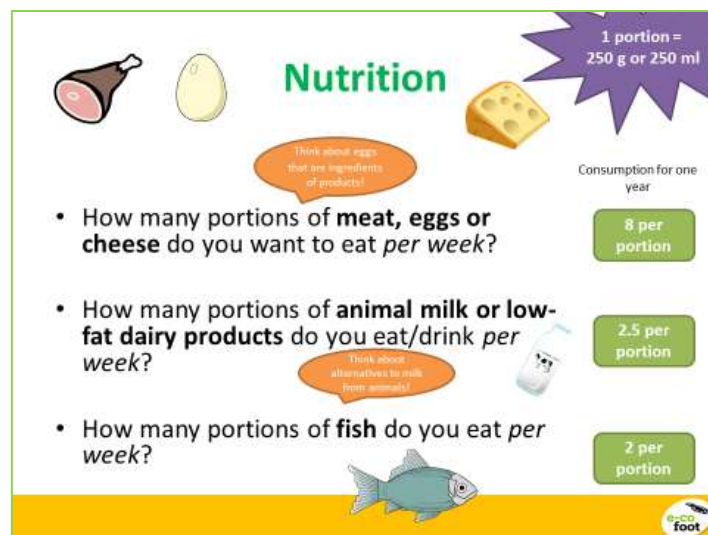 Nutrition
1 portion =
250 g or 250 ml
Think about eggs
that are ingredients
of products!
Consumption for one
year
• How many portions of meat, eggs or
cheese do you want to eat per week?
8 per
portion
• How many portions of animal milk or low-
fat dairy products do you eat/drink per
week?
2.5 per
portion
Think about
alternatives to milk
from animals!
• How many portions of fish do you eat per
week?
2 per
portion
e-co
foot